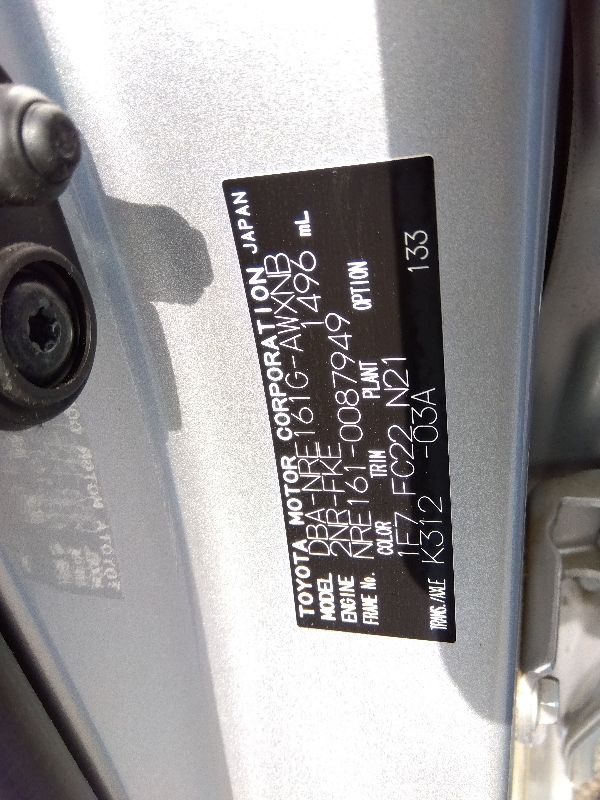 TOYOTA MOTOR CORPORATION JAPAN
MODEL DBA-NRE161G-AWXNB
ENGINE 2NR-FKE 1496 mL
FRAME No. NRE161-0087949
COLOR TRIM PLANT OPTION
1F7 FC22 N21
TRANS./AXLE K312 -03A 133